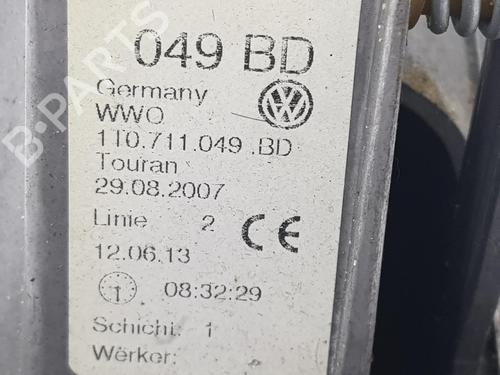 049 BD
Germany
WWO
1T0.711.049 .BD
Touran
29.08.2007
Linie 2 CE
12.06.13
08:32:29
Schicht: 1
Werker:
B-PARTS